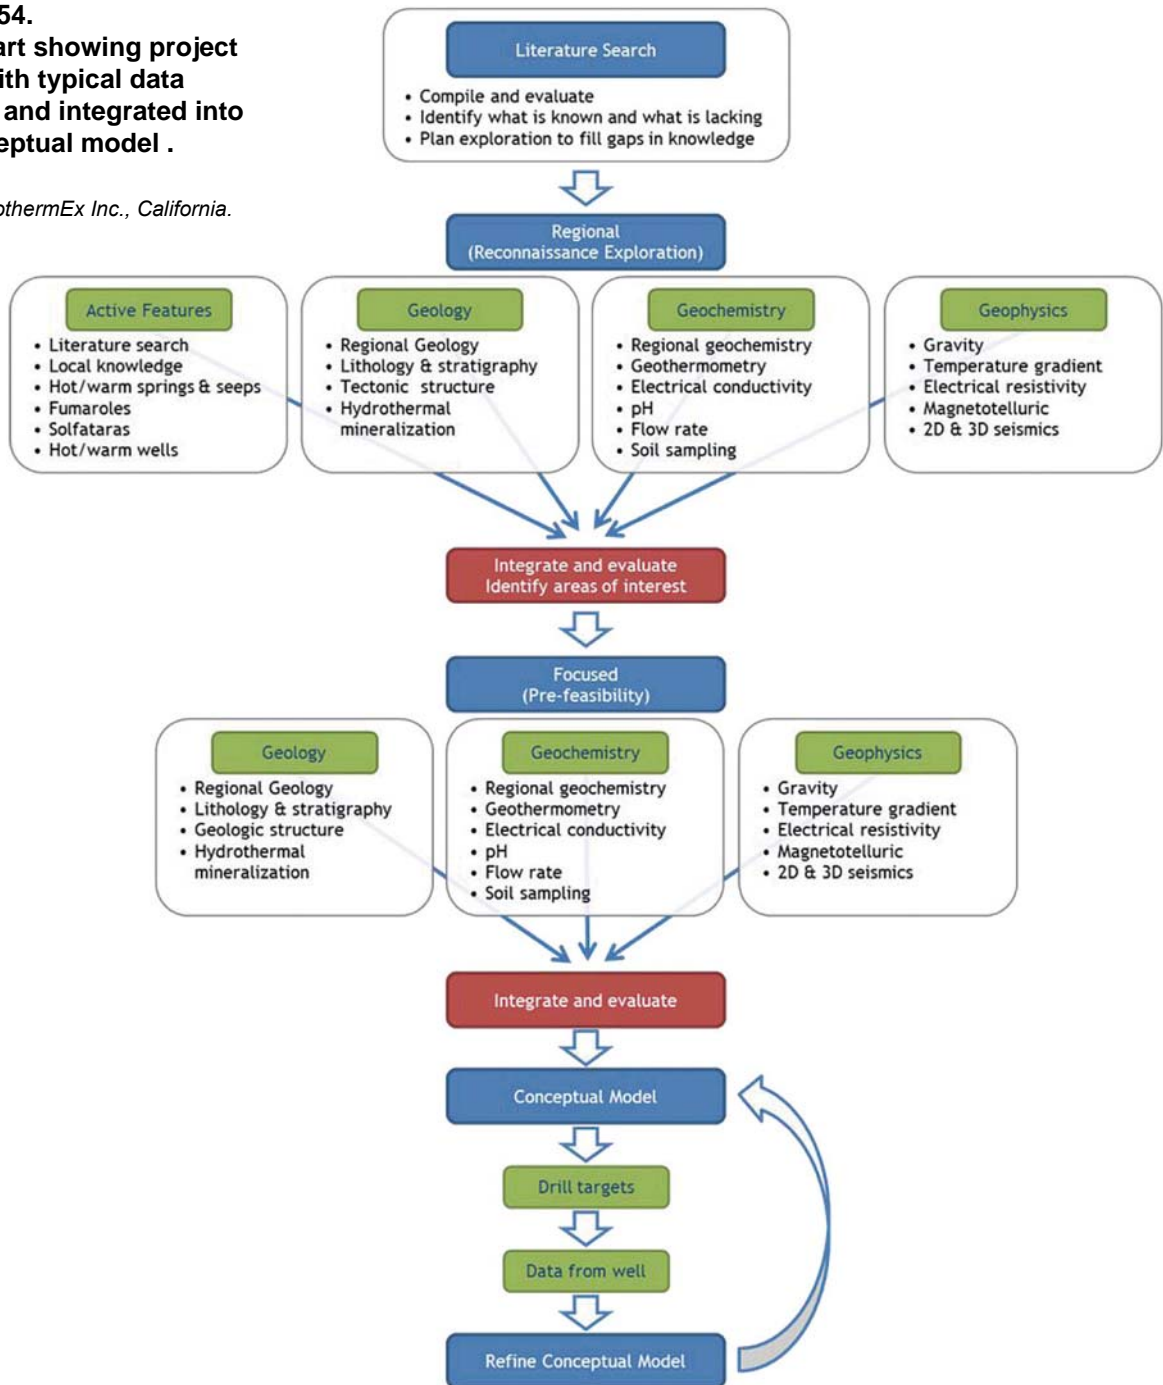 54.
art showing project
ith typical data
and integrated into
eptual model .
othermEx Inc., California.
Literature Search
• Compile and evaluate
• Identify what is known and what is lacking
• Plan exploration to fill gaps in knowledge
Regional
(Reconnaissance Exploration)
Active Features
• Literature search
• Local knowledge
• Hot/warm springs & seeps
• Fumaroles
• Solfataras
• Hot/warm wells
Geology
• Regional Geology
• Lithology & stratigraphy
• Tectonic structure
• Hydrothermal
mineralization
Geochemistry
• Regional geochemistry
• Geothermometry
• Electrical conductivity
• pH
• Flow rate
• Soil sampling
Geophysics
• Gravity
• Temperature gradient
• Electrical resistivity
• Magnetotelluric
• 2D & 3D seismics
Integrate and evaluate
Identify areas of interest
Focused
(Pre-feasibility)
Geology
• Regional Geology
• Lithology & stratigraphy
• Geologic structure
• Hydrothermal
mineralization
Geochemistry
• Regional geochemistry
• Geothermometry
• Electrical conductivity
• pH
• Flow rate
• Soil sampling
Geophysics
• Gravity
• Temperature gradient
• Electrical resistivity
• Magnetotelluric
• 2D & 3D seismics
Integrate and evaluate
Conceptual Model
Drill targets
Data from well
Refine Conceptual Model